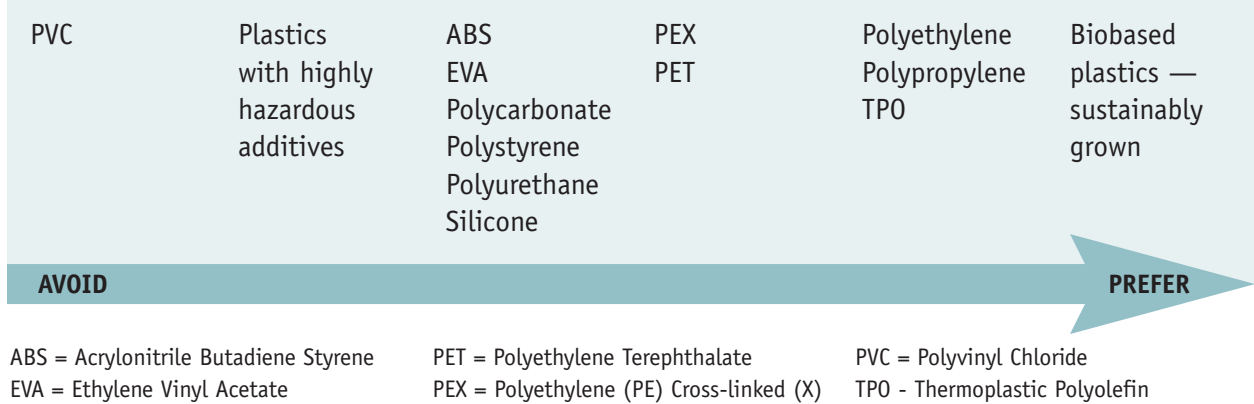 PVC
Plastics
with highly
hazardous
additives
ABS
EVA
Polycarbonate
Polystyrene
Polyurethane
Silicone
PEX
PET
Polyethylene
Polypropylene
TPO
Biobased
plastics —
sustainably
grown
AVOID
PREFER
ABS = Acrylonitrile Butadiene Styrene
EVA = Ethylene Vinyl Acetate
PET = Polyethylene Terephthalate
PEX = Polyethylene (PE) Cross-linked (X)
PVC = Polyvinyl Chloride
TPO - Thermoplastic Polyolefin